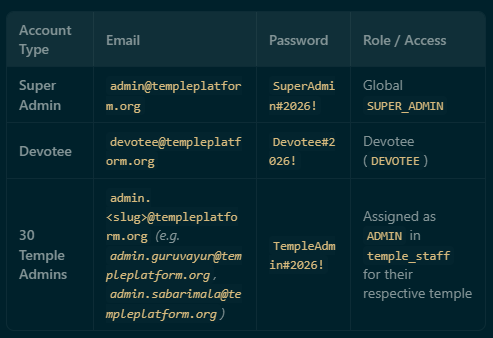 Account Type
Email
Password
Role / Access
Super Admin
admin@templeplatfor
m.org
SuperAdmi
n#2026!
Global
SUPER_ADMIN
Devotee
devotee@templeplatf
orm.org
Devotee#2
026!
Devotee
(DEVOTEE)
30
Temple
Admins
admin.
<slug>@templeplatfo
rm.org (e.g.
admin.guruvayur@tem
pleplatform.org,
admin.sabarimala@te
mpleplatform.org)
TempleAdm
in#2026!
Assigned as
ADMIN in
temple_staff
for their
respective temple